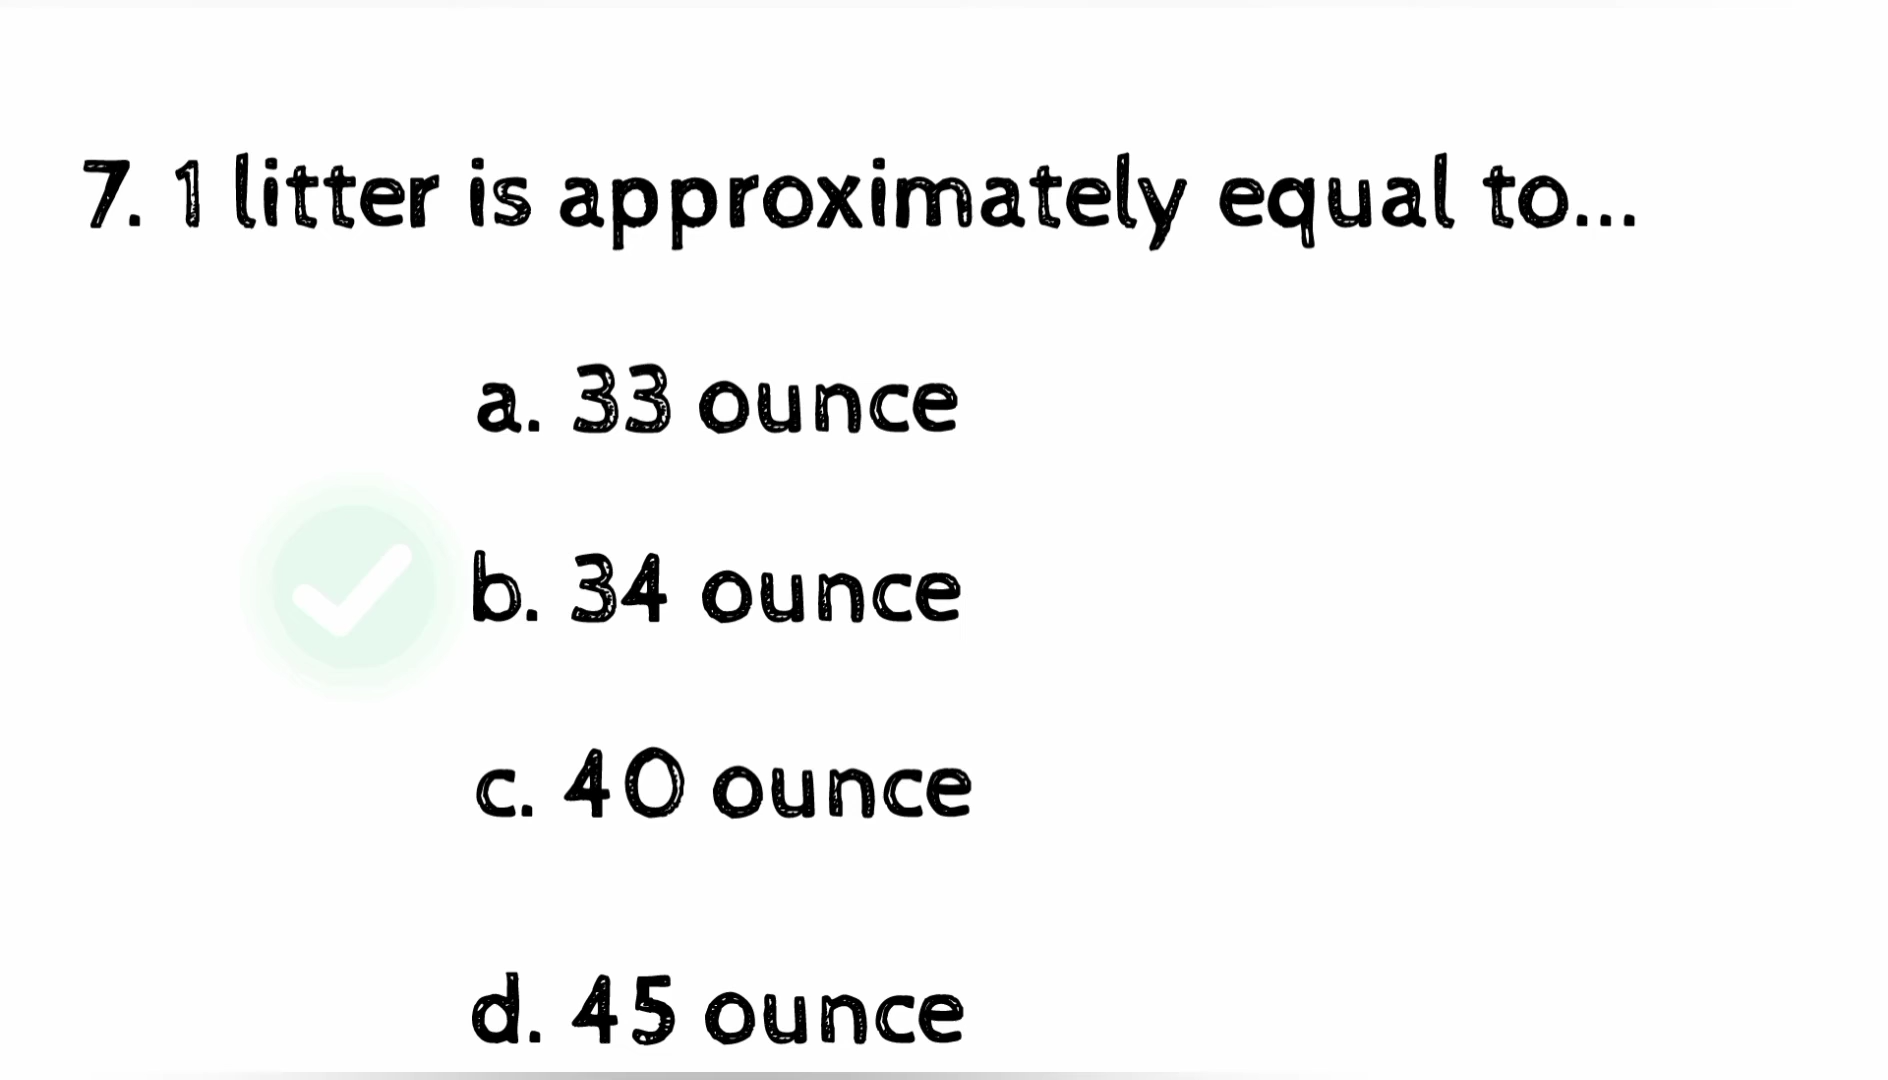 7. 1 litter is approximately equal to...
a. 33 ounce
b. 34 ounce
c. 40 ounce
d. 45 ounce